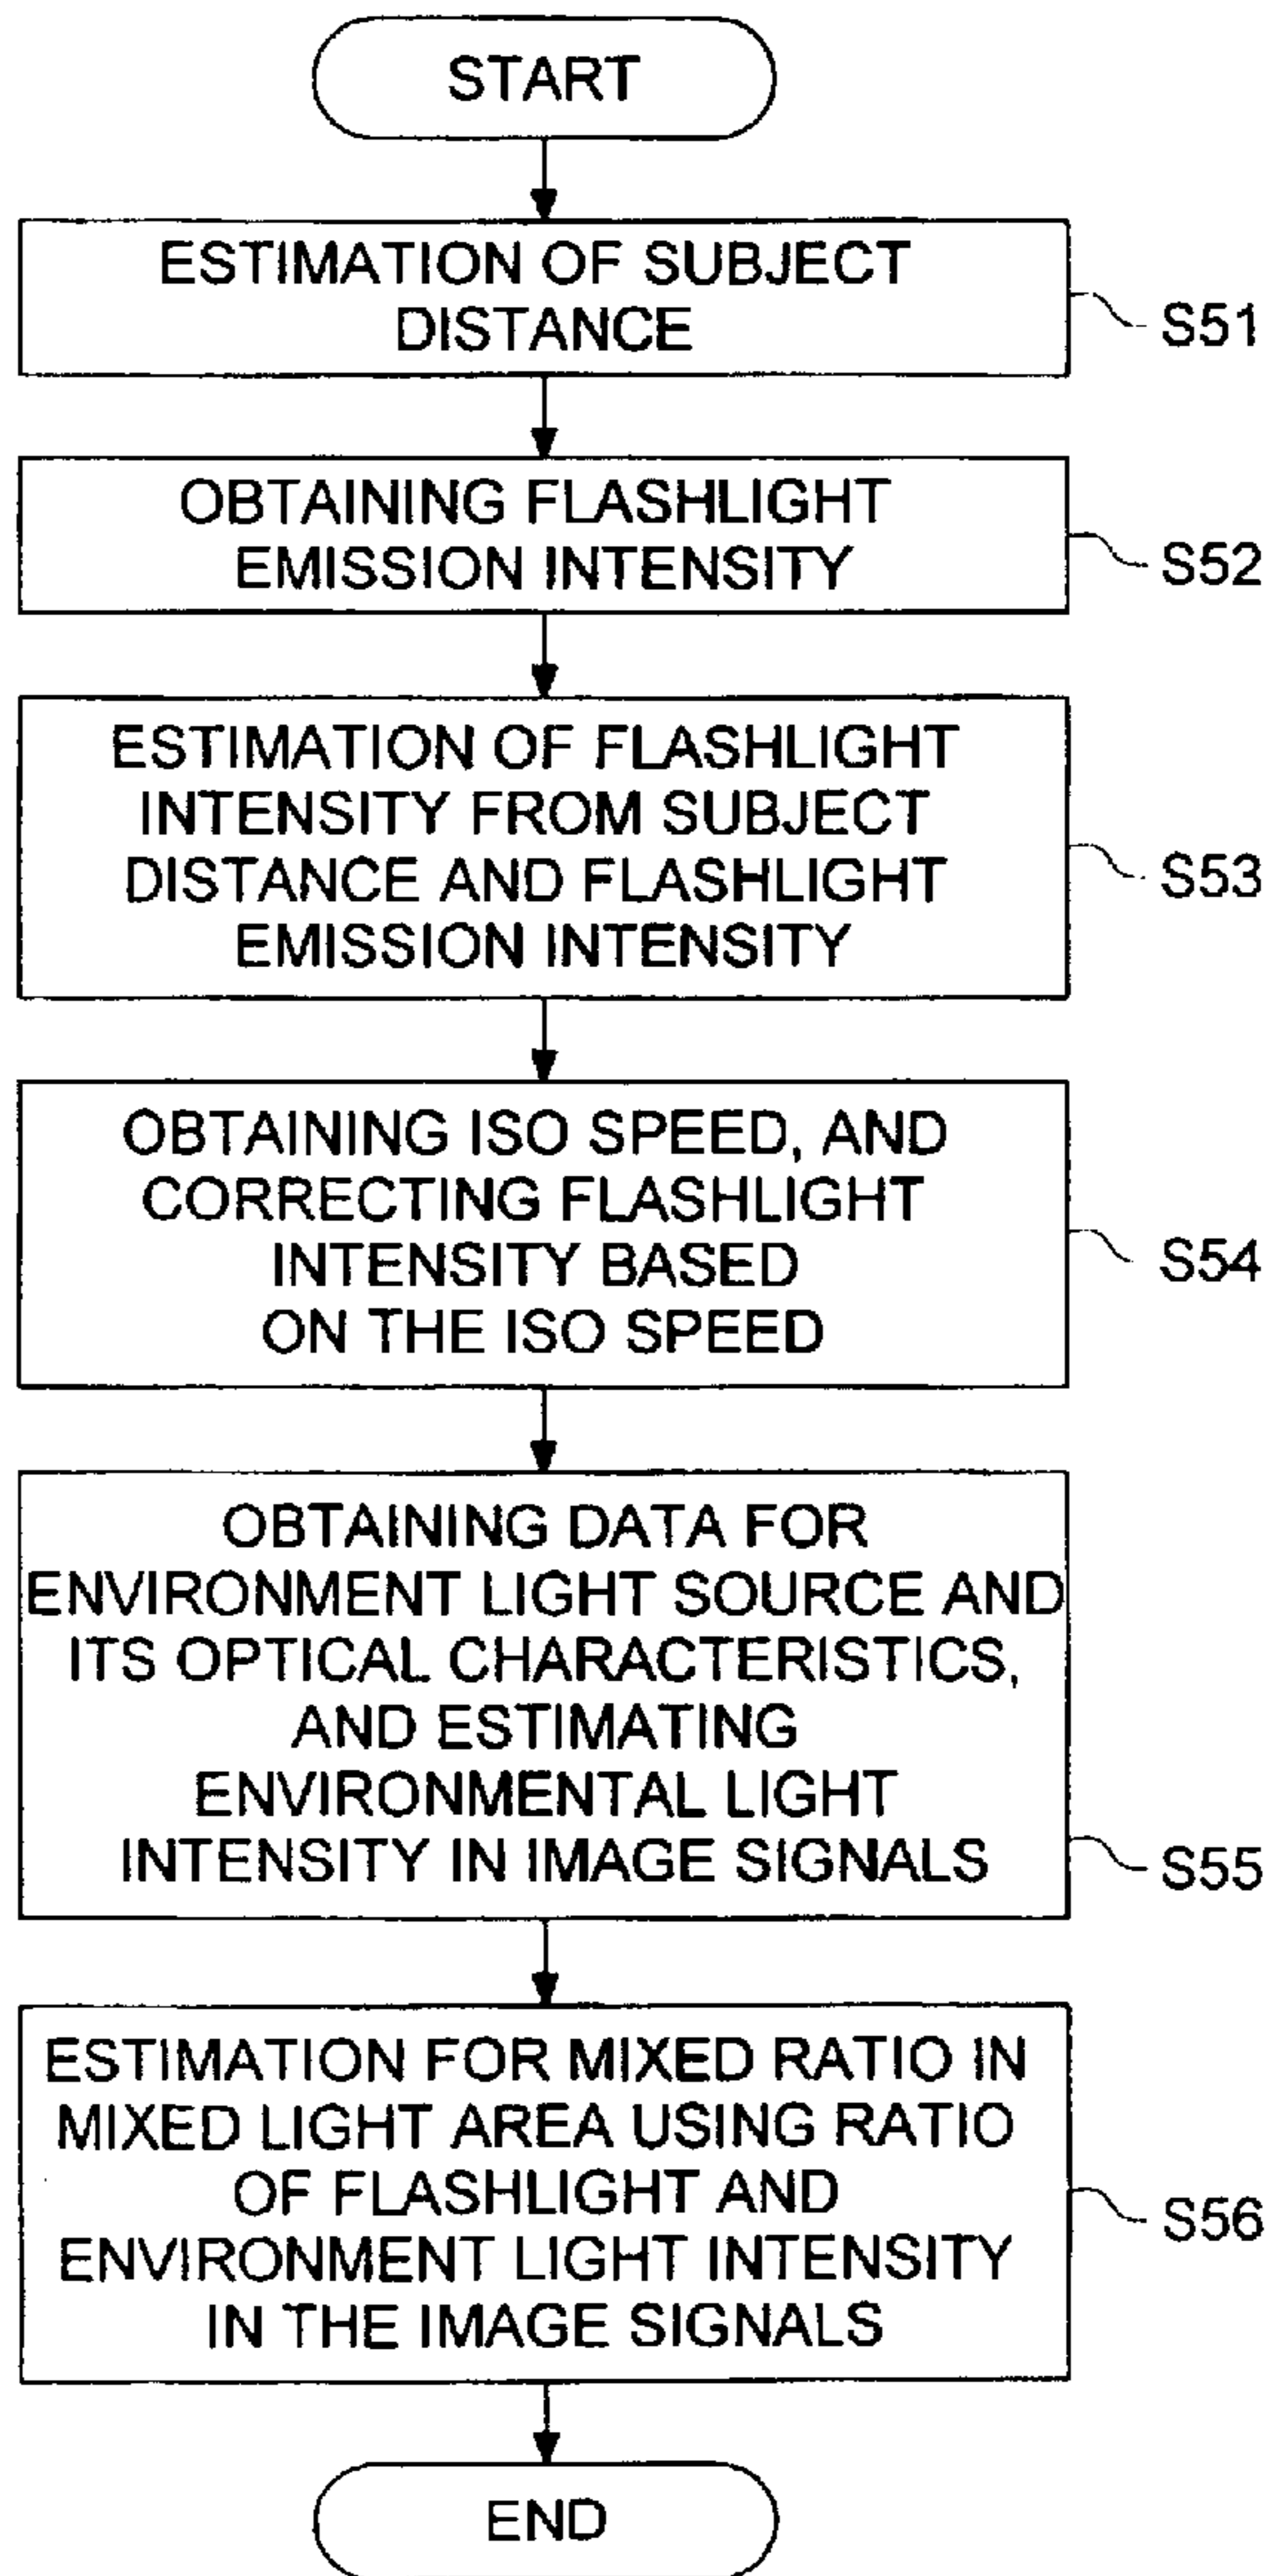 START
ESTIMATION OF SUBJECT
DISTANCE
S51
OBTAINING FLASHLIGHT
EMISSION INTENSITY
S52
ESTIMATION OF FLASHLIGHT
INTENSITY FROM SUBJECT
DISTANCE AND FLASHLIGHT
EMISSION INTENSITY
S53
OBTAINING ISO SPEED, AND
CORRECTING FLASHLIGHT
INTENSITY BASED
ON THE ISO SPEED
S54
OBTAINING DATA FOR
ENVIRONMENT LIGHT SOURCE AND
ITS OPTICAL CHARACTERISTICS,
AND ESTIMATING
ENVIRONMENTAL LIGHT
INTENSITY IN IMAGE SIGNALS
S55
ESTIMATION FOR MIXED RATIO IN
MIXED LIGHT AREA USING RATIO
OF FLASHLIGHT AND
ENVIRONMENT LIGHT INTENSITY
IN THE IMAGE SIGNALS
S56
END